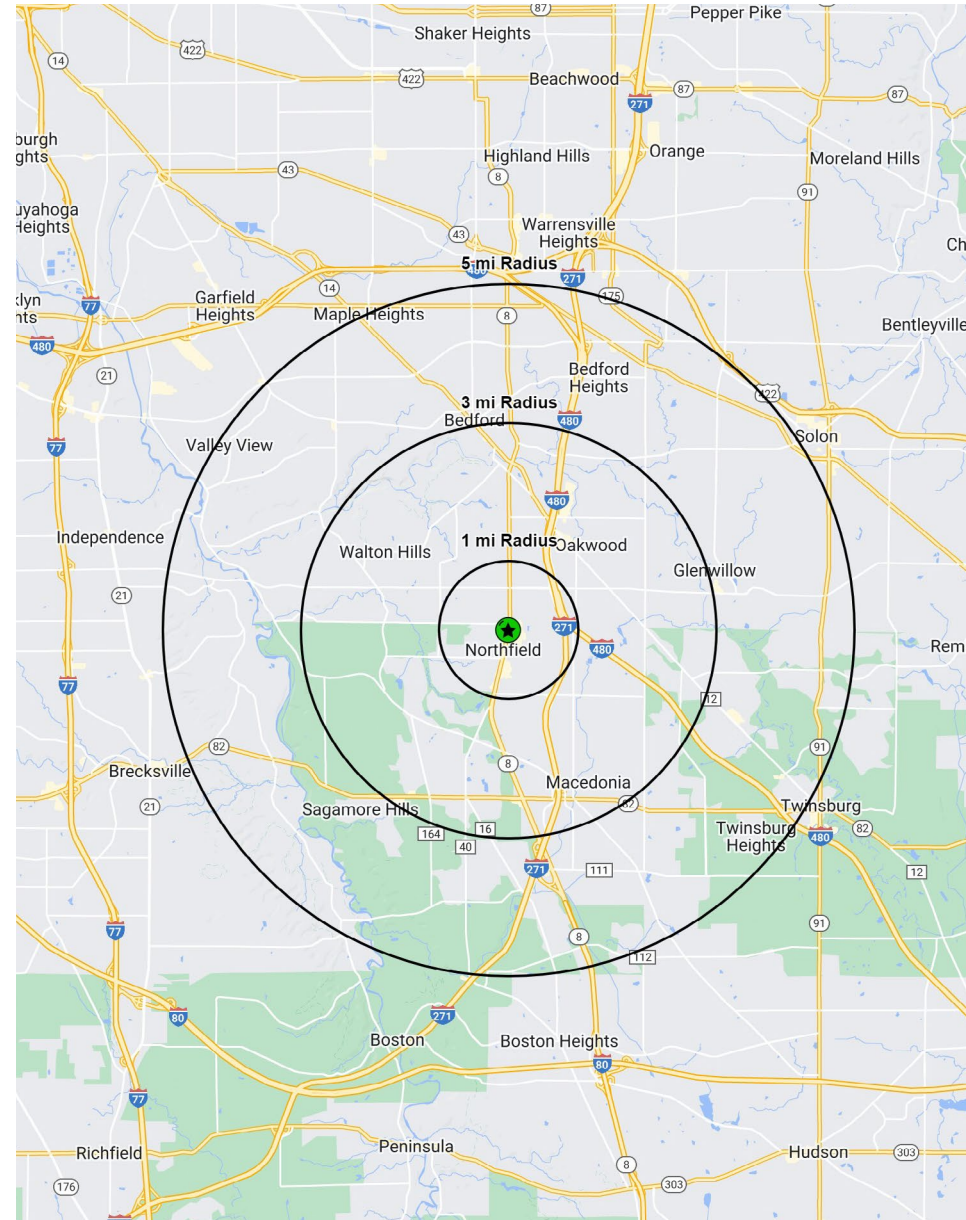 87
Pepper Pike
Shaker Heights
422
14
422
Beachwood
87
271
87
burgh
ghts
Highland Hills
Orange
Moreland Hills
43
8
91
uyahoga
Heights
Warrensville
Heights
43
Ch
5 mi Radius
480
271
14
175
Garfield
Heights
Maple Heights
8
klyn
hts
77
Bentleyville
480
21
Bedford
Heights
422
3 mi Radius
Bedford
480
Solon
Valley View
77
480
Independence
1 mi Radius
Oakwood
Walton Hills
Glenwillow
21
271
480
Northfield
Rem
77
12
82
91
8
Brecksville
Macedonia
21
Sagamore Hills
82
Twinsburg
164
16
40
Twinsburg
Heights
480
82
271
111
12
77
91
8
112
80
271
Boston
Boston Heights
80
77
Richfield
Peninsula
Hudson
303
8
303
176